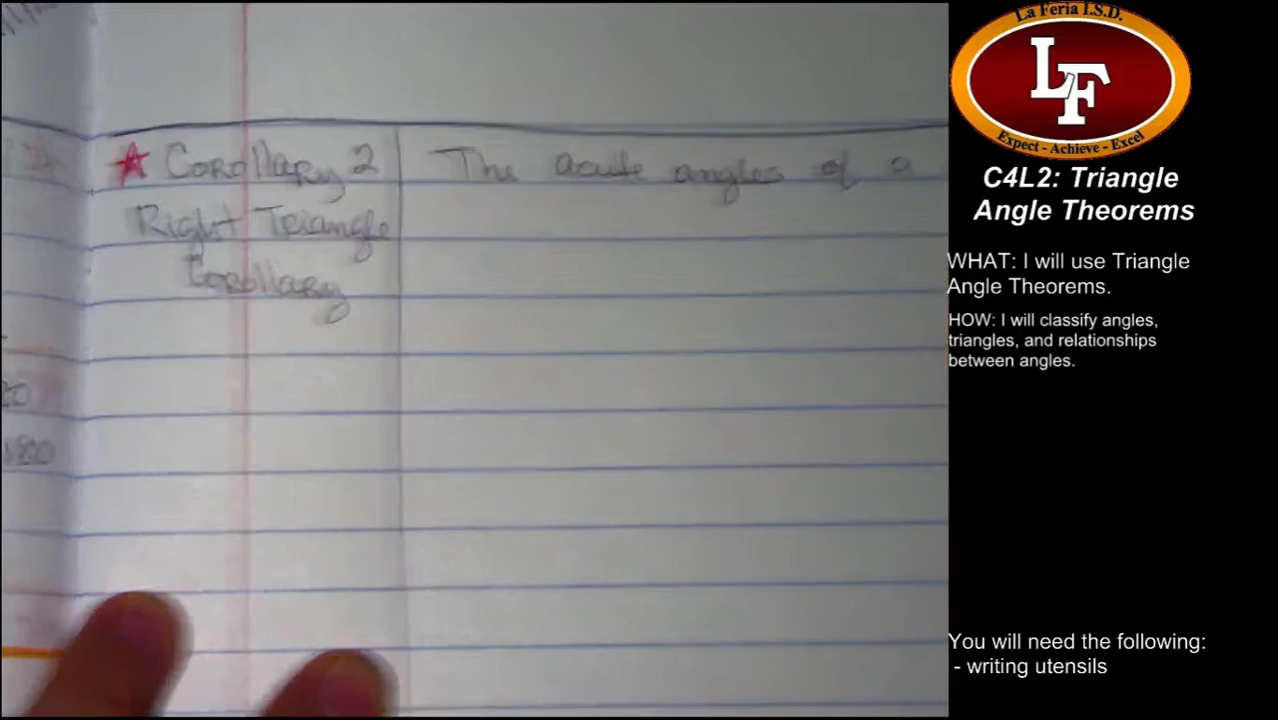 ★ Corollary 2
Right Triangle
Corollary
The acute angles of a
20
180
La Feria I.S.D.
LF
Expect - Achieve - Excel
C4L2: Triangle
Angle Theorems
WHAT: I will use Triangle
Angle Theorems.
HOW: I will classify angles,
triangles, and relationships
between angles.
You will need the following:
- writing utensils